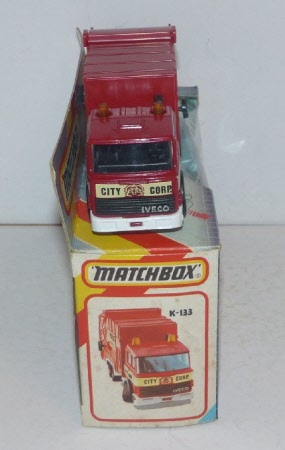 CITY CORP.
IVECO
"MATCHBOX"
K-133
CITY CORP
IVECO